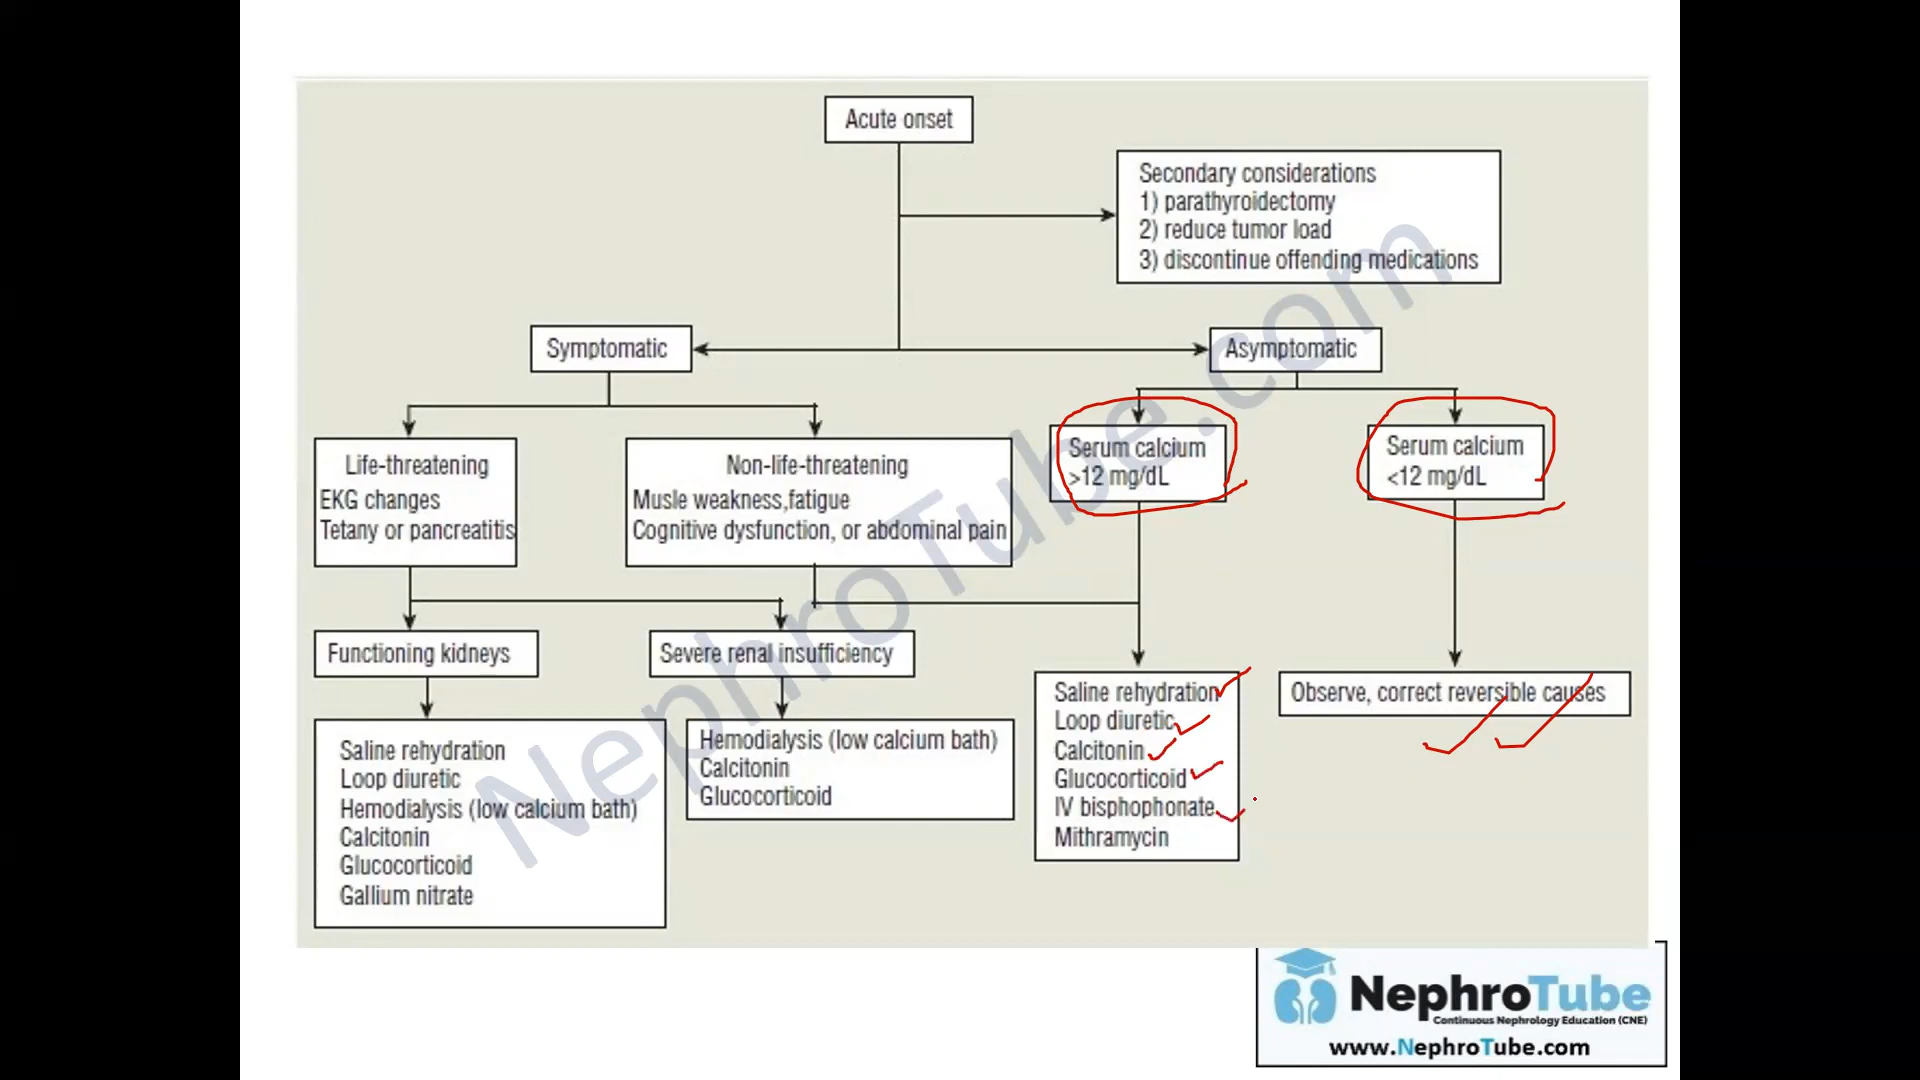 Acute onset
Secondary considerations
1) parathyroidectomy
2) reduce tumor load
3) discontinue offending medications
Symptomatic
Asymptomatic
Life-threatening
EKG changes
Tetany or pancreatitis
Non-life-threatening
Musle weakness,fatigue
Cognitive dysfunction, or abdominal pain
Serum calcium
>12 mg/dL
Serum calcium
<12 mg/dL
Functioning kidneys
Severe renal insufficiency
Saline rehydration
Loop diuretic
Hemodialysis (low calcium bath)
Calcitonin
Glucocorticoid
Gallium nitrate
Hemodialysis (low calcium bath)
Calcitonin
Glucocorticoid
Saline rehydration
Loop diuretic
Calcitonin
Glucocorticoid
IV bisphophonate
Mithramycin
Observe, correct reversible causes
NephroTube.com
NephroTube
Continuous Nephrology Education (CNE)
www.NephroTube.com